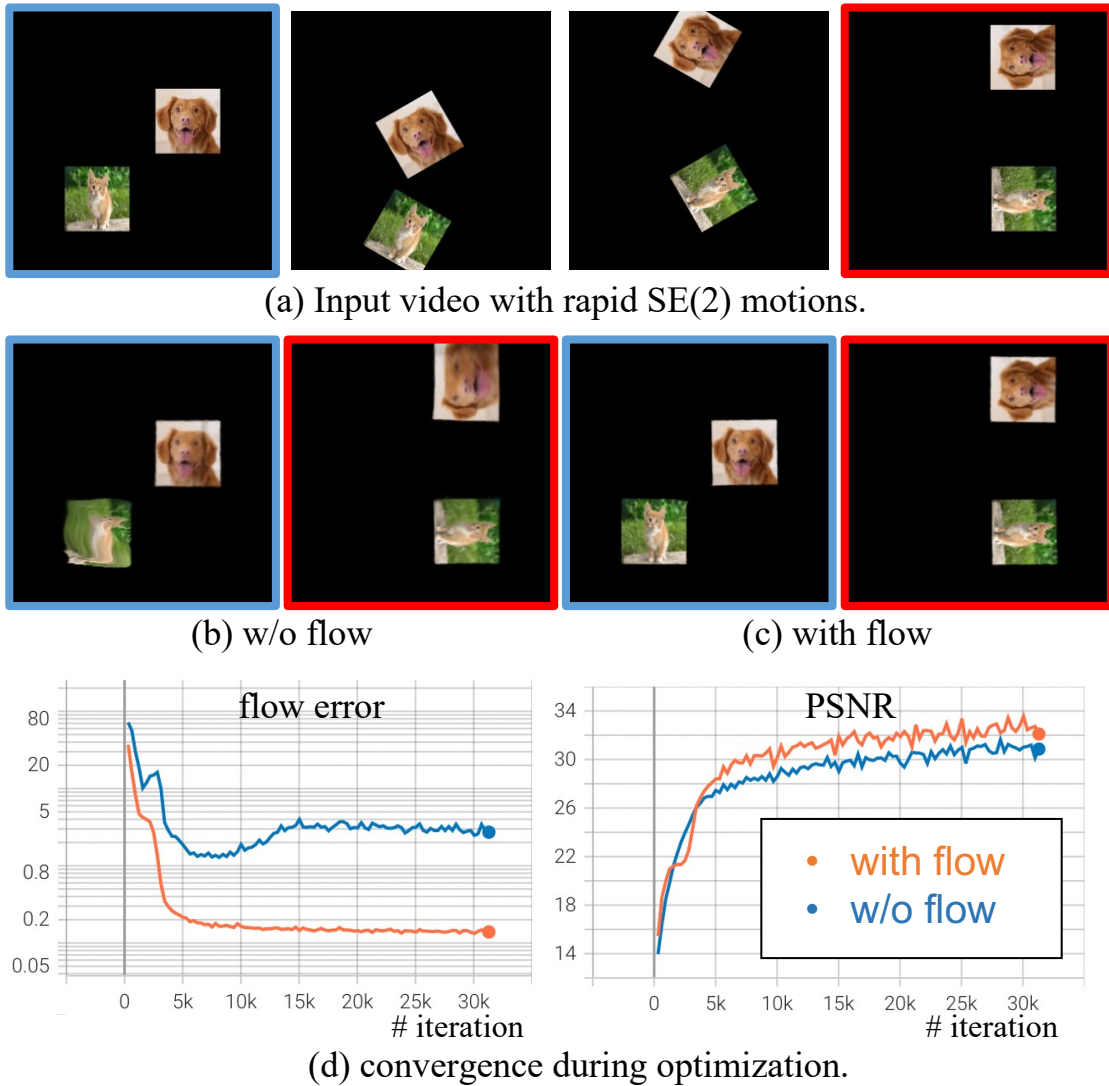 (a) Input video with rapid SE(2) motions.
(b) w/o flow
(c) with flow
flow error
80
20
5
0.8
0.2
0.05
0 5k 10k 15k 20k 25k 30k
# iteration
PSNR
34
30
26
22
18
14
with flow
w/o flow
0 5k 10k 15k 20k 25k 30k
# iteration
(d) convergence during optimization.